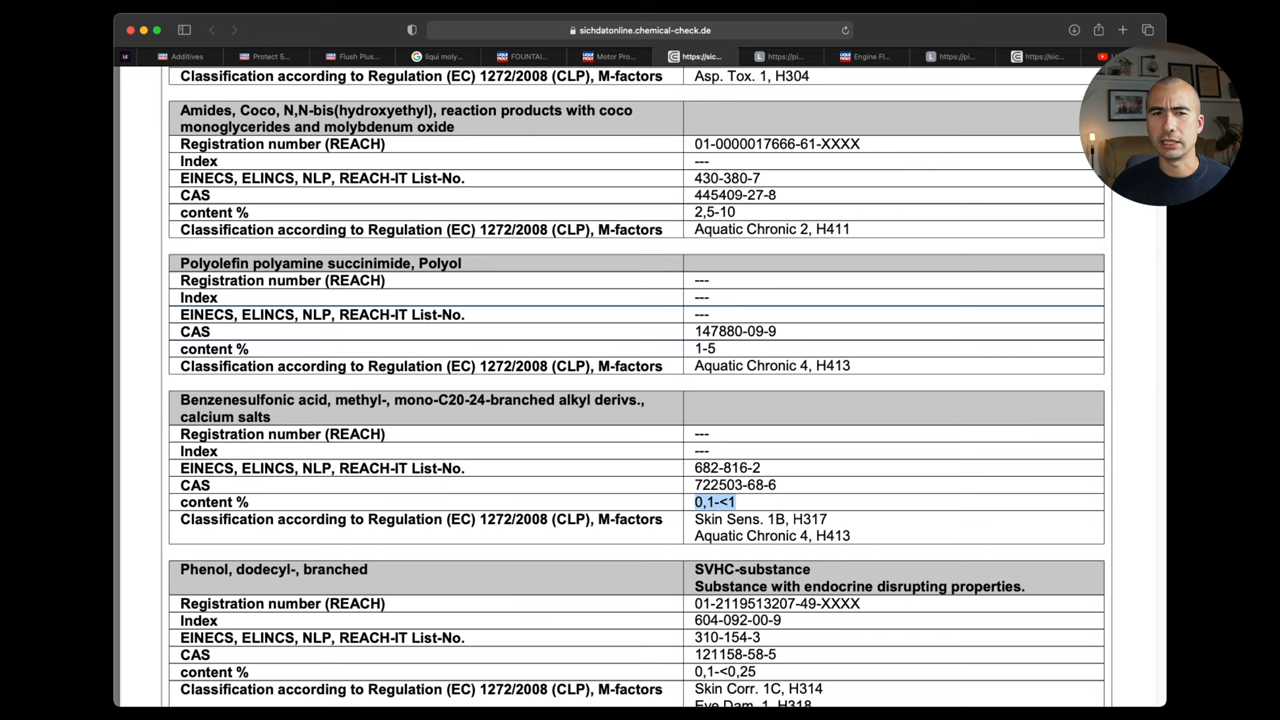 sichdatonline.chemical-check.de
Additives
Protect S...
Flush Plus...
liqui moly...
FOUNTAI...
Motor Pro...
https://sic...
https://pi...
Engine Fl...
https://pi...
https://sic...
Classification according to Regulation (EC) 1272/2008 (CLP), M-factors Asp. Tox. 1, H304
Amides, Coco, N,N-bis(hydroxyethyl), reaction products with coco
monoglycerides and molybdenum oxide
Registration number (REACH) 01-0000017666-61-XXXX
Index ---
EINECS, ELINCS, NLP, REACH-IT List-No. 430-380-7
CAS 445409-27-8
content % 2,5-10
Classification according to Regulation (EC) 1272/2008 (CLP), M-factors Aquatic Chronic 2, H411
Polyolefin polyamine succinimide, Polyol
Registration number (REACH) ---
Index ---
EINECS, ELINCS, NLP, REACH-IT List-No. ---
CAS 147880-09-9
content % 1-5
Classification according to Regulation (EC) 1272/2008 (CLP), M-factors Aquatic Chronic 4, H413
Benzenesulfonic acid, methyl-, mono-C20-24-branched alkyl derivs.,
calcium salts
Registration number (REACH) ---
Index ---
EINECS, ELINCS, NLP, REACH-IT List-No. 682-816-2
CAS 722503-68-6
content % 0,1-<1
Classification according to Regulation (EC) 1272/2008 (CLP), M-factors Skin Sens. 1B, H317
Aquatic Chronic 4, H413
Phenol, dodecyl-, branched SVHC-substance
Substance with endocrine disrupting properties.
Registration number (REACH) 01-2119513207-49-XXXX
Index 604-092-00-9
EINECS, ELINCS, NLP, REACH-IT List-No. 310-154-3
CAS 121158-58-5
content % 0,1-<0,25
Classification according to Regulation (EC) 1272/2008 (CLP), M-factors Skin Corr. 1C, H314
Eye Dam. 1, H318